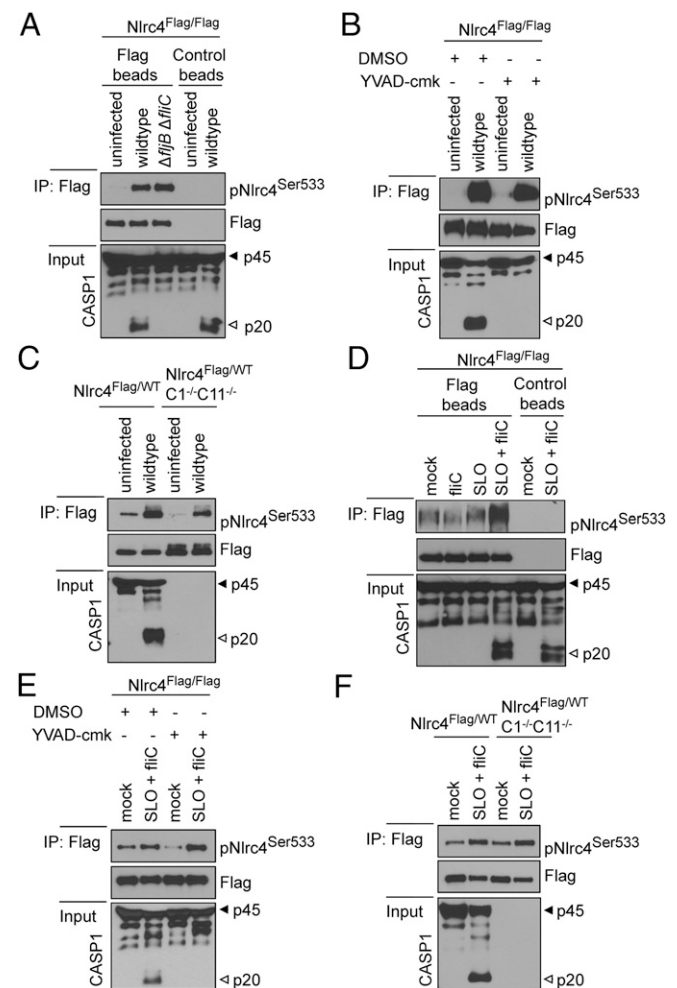 A
Nlrc4Flag/Flag
Flag beads
Control beads
uninfected
wildtype
ΔfljB ΔfliC
uninfected
wildtype
IP: Flag
pNlrc4Ser533
Flag
Input
CASP1
◄ p45
◁ p20
B
Nlrc4Flag/Flag
DMSO + + - -
YVAD-cmk - - + +
uninfected
wildtype
uninfected
wildtype
IP: Flag
pNlrc4Ser533
Flag
Input
CASP1
◄ p45
◁ p20
C
Nlrc4Flag/WT
Nlrc4Flag/WT
C1-/-C11-/-
uninfected
wildtype
uninfected
wildtype
IP: Flag
pNlrc4Ser533
Flag
Input
CASP1
◄ p45
◁ p20
D
Nlrc4Flag/Flag
Flag beads
Control beads
mock
fliC
SLO
SLO + fliC
mock
SLO + fliC
IP: Flag
pNlrc4Ser533
Flag
Input
CASP1
◄ p45
◁ p20
E
Nlrc4Flag/Flag
DMSO + + - -
YVAD-cmk - - + +
mock
SLO + fliC
mock
SLO + fliC
IP: Flag
pNlrc4Ser533
Flag
Input
CASP1
◄ p45
◁ p20
F
Nlrc4Flag/WT
Nlrc4Flag/WT
C1-/-C11-/-
mock
SLO + fliC
mock
SLO + fliC
IP: Flag
pNlrc4Ser533
Flag
Input
CASP1
◄ p45
◁ p20